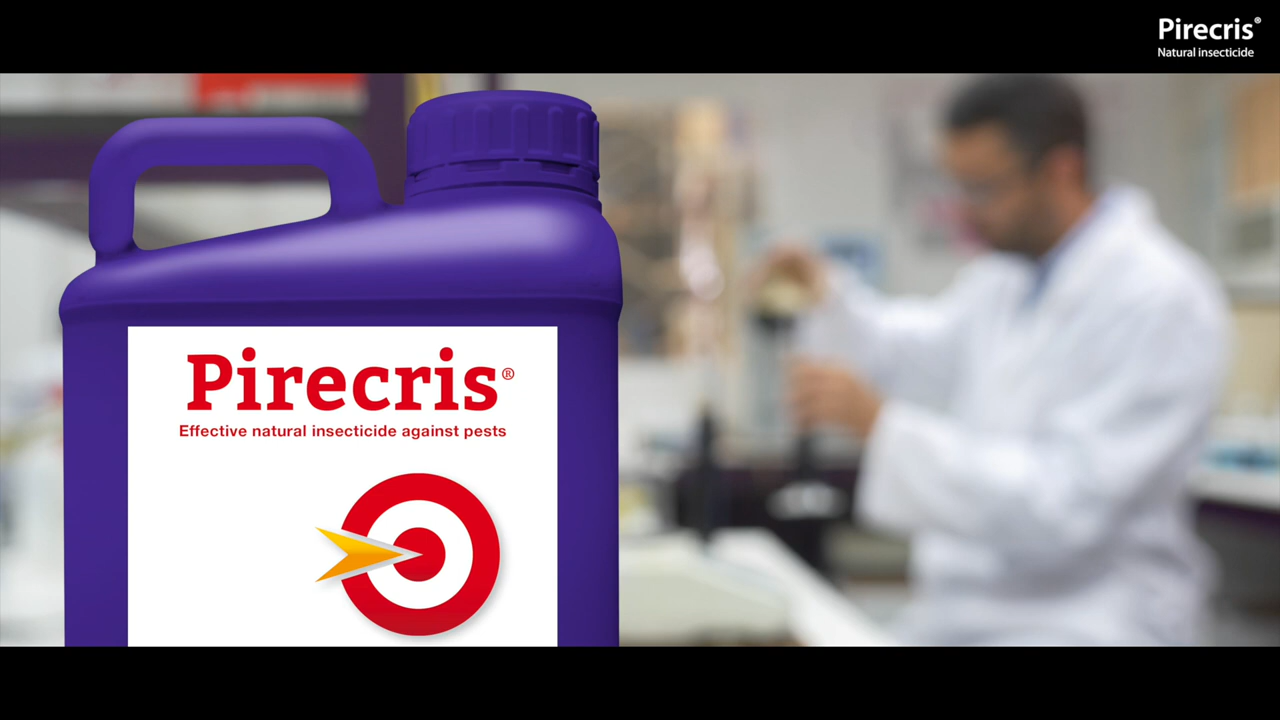 Pirecris®
Natural insecticide
Pirecris®
Effective natural insecticide against pests